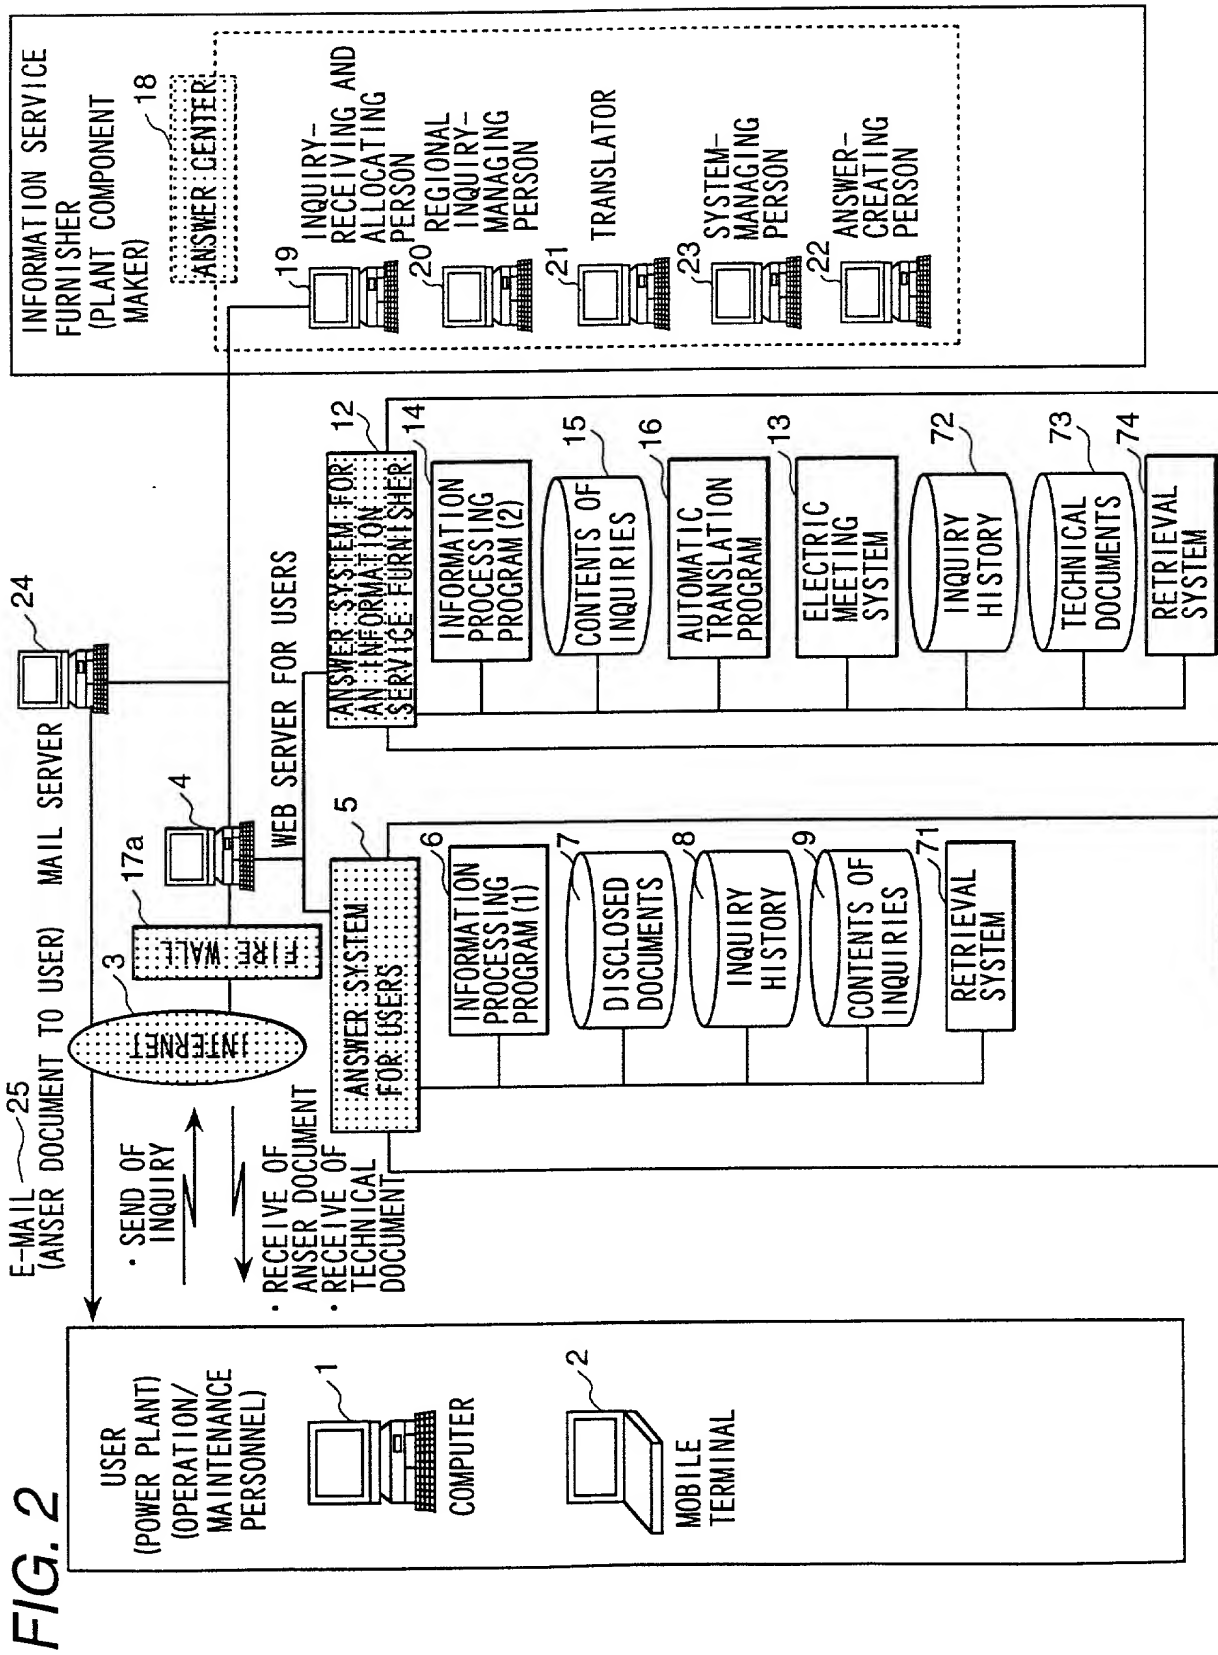 FIG. 2
USER
(POWER PLANT)
(OPERATION/
MAINTENANCE
PERSONNEL)
1
COMPUTER
2
MOBILE
TERMINAL
E-MAIL 25
(ANSER DOCUMENT TO USER)
MAIL SERVER
24
• SEND OF
INQUIRY
• RECEIVE OF
ANSER DOCUMENT
• RECEIVE OF
TECHNICAL
DOCUMENT
3
INTERNET
17a
FIRE WALL
4
WEB SERVER FOR USERS
5
ANSWER SYSTEM
FOR USERS
6
INFORMATION
PROCESSING
PROGRAM (1)
7
DISCLOSED
DOCUMENTS
8
INQUIRY
HISTORY
9
CONTENTS OF
INQUIRIES
71
RETRIEVAL
SYSTEM
12
ANSWER SYSTEM FOR
AN INFORMATION
SERVICE FURNISHER
14
INFORMATION
PROCESSING
PROGRAM (2)
15
CONTENTS OF
INQUIRIES
16
AUTOMATIC
TRANSLATION
PROGRAM
13
ELECTRIC
MEETING
SYSTEM
72
INQUIRY
HISTORY
73
TECHNICAL
DOCUMENTS
74
RETRIEVAL
SYSTEM
INFORMATION SERVICE
FURNISHER
(PLANT COMPONENT
MAKER)
18
ANSWER CENTER
19
INQUIRY-
RECEIVING AND
ALLOCATING
PERSON
20
REGIONAL
INQUIRY-
MANAGING
PERSON
21
TRANSLATOR
23
SYSTEM-
MANAGING
PERSON
22
ANSWER-
CREATING
PERSON